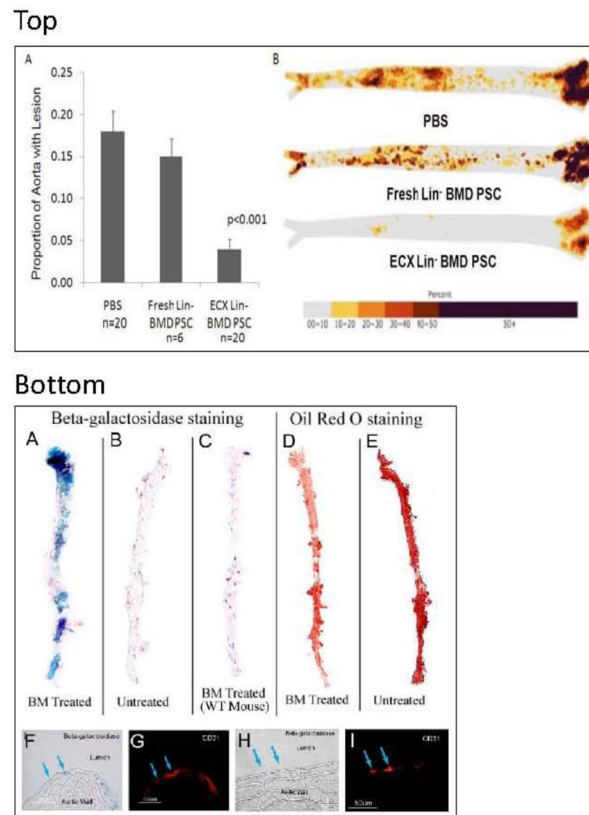 Top
A
B
Proportion of Aorta with Lesion
0.25
0.20
0.15
0.10
0.05
0.00
p<0.001
PBS
n=20
Fresh Lin-
BMD PSC
n=6
ECX Lin-
BMD PSC
n=20
PBS
Fresh Lin- BMD PSC
ECX Lin- BMD PSC
Percent
00-10 10-20 20-30 30-40 40-50 50+
Bottom
Beta-galactosidase staining
Oil Red O staining
A B C D E
BM Treated
Untreated
BM Treated
(WT Mouse)
BM Treated
Untreated
F
Beta-galactosidase
Lumen
Aortic Wall
G
CD31
H
Beta-galactosidase
Lumen
Aortic Wall
I
CD31
50um